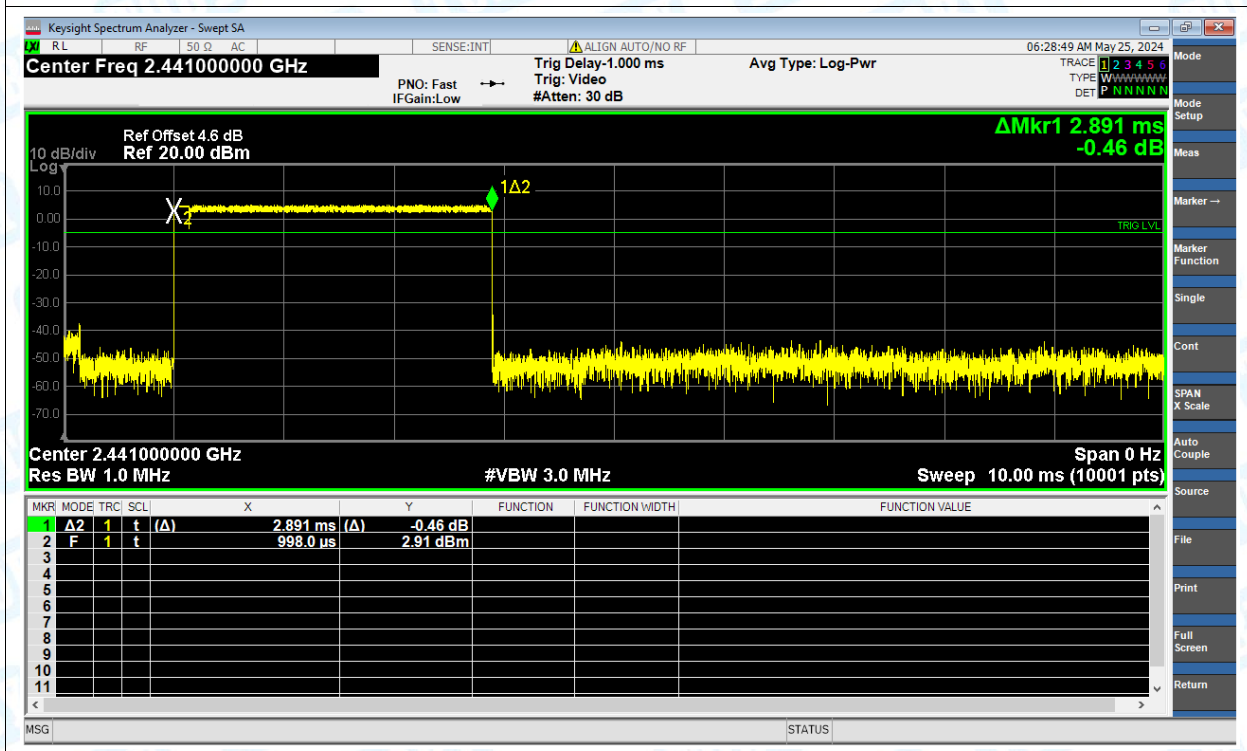 Keysight Spectrum Analyzer - Swept SA
LXI RL RF 50 Ω AC SENSE:INT ALIGN AUTO/NO RF 06:28:49 AM May 25, 2024
Center Freq 2.441000000 GHz
PNO: Fast
IFGain:Low
Trig Delay-1.000 ms
Trig: Video
#Atten: 30 dB
Avg Type: Log-Pwr
TRACE 1 2 3 4 5 6
TYPE WWWWWW
DET P N N N N N
ΔMkr1 2.891 ms
-0.46 dB
Ref Offset 4.6 dB
10 dB/div Ref 20.00 dBm
Log
10.0
0.00
-10.0
-20.0
-30.0
-40.0
-50.0
-60.0
-70.0
X2
1Δ2
TRIG LVL
Center 2.441000000 GHz Span 0 Hz
Res BW 1.0 MHz #VBW 3.0 MHz Sweep 10.00 ms (10001 pts)
MKR MODE TRC SCL X Y FUNCTION FUNCTION WIDTH FUNCTION VALUE
1 Δ2 1 t (Δ) 2.891 ms (Δ) -0.46 dB
2 F 1 t 998.0 µs 2.91 dBm
3
4
5
6
7
8
9
10
11
MSG STATUS
Mode
Mode
Setup
Meas
Marker →
Marker
Function
Single
Cont
SPAN
X Scale
Auto
Couple
Source
File
Print
Full
Screen
Return